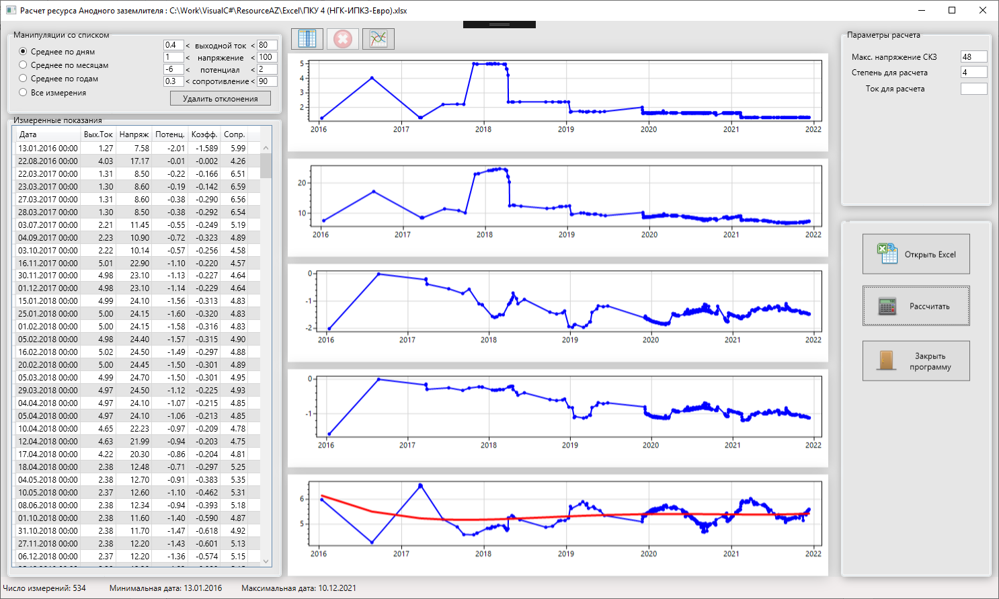 Расчет ресурса Анодного заземлителя : C:\Work\VisualC#\ResourceAZ\Excel\ПКУ 4 (НГК-ИПКЗ-Евро).xlsx
Манипуляции со списком
Среднее по дням
Среднее по месяцам
Среднее по годам
Все измерения
0.4 < выходной ток < 80
1 < напряжение < 100
-6 < потенциал < 2
0.3 < сопротивление < 90
Удалить отклонения
Измеренные показания
Дата Вых.Ток Напряж Потенц. Коэфф. Сопр.
13.01.2016 00:00 1.27 7.58 -2.01 -1.589 5.99
22.08.2016 00:00 4.03 17.17 -0.01 -0.002 4.26
22.03.2017 00:00 1.31 8.50 -0.22 -0.166 6.51
23.03.2017 00:00 1.30 8.60 -0.19 -0.142 6.59
27.03.2017 00:00 1.31 8.60 -0.38 -0.290 6.56
28.03.2017 00:00 1.30 8.50 -0.38 -0.292 6.54
03.07.2017 00:00 2.21 11.45 -0.55 -0.249 5.19
04.09.2017 00:00 2.23 10.90 -0.72 -0.323 4.89
03.10.2017 00:00 2.22 10.14 -0.57 -0.256 4.58
16.11.2017 00:00 5.01 22.90 -1.10 -0.220 4.57
30.11.2017 00:00 4.98 23.10 -1.13 -0.227 4.64
01.12.2017 00:00 4.98 23.10 -1.14 -0.229 4.64
15.01.2018 00:00 4.99 24.10 -1.56 -0.313 4.83
25.01.2018 00:00 5.00 24.15 -1.60 -0.320 4.83
01.02.2018 00:00 5.00 24.15 -1.58 -0.316 4.83
05.02.2018 00:00 4.98 24.40 -1.57 -0.315 4.90
16.02.2018 00:00 5.02 24.50 -1.49 -0.297 4.88
20.02.2018 00:00 5.00 24.45 -1.50 -0.301 4.89
05.03.2018 00:00 4.99 24.70 -1.50 -0.301 4.95
29.03.2018 00:00 4.97 24.50 -1.12 -0.225 4.93
04.04.2018 00:00 4.97 24.10 -1.07 -0.215 4.85
05.04.2018 00:00 4.97 24.10 -1.06 -0.213 4.85
10.04.2018 00:00 4.65 22.23 -0.97 -0.209 4.78
12.04.2018 00:00 4.63 21.99 -0.94 -0.203 4.75
17.04.2018 00:00 4.22 20.30 -0.86 -0.204 4.81
18.04.2018 00:00 2.38 12.48 -0.71 -0.297 5.25
04.05.2018 00:00 2.38 12.70 -0.91 -0.383 5.35
10.05.2018 00:00 2.37 12.60 -1.10 -0.462 5.31
08.06.2018 00:00 2.38 12.34 -0.94 -0.393 5.18
01.10.2018 00:00 2.38 11.60 -1.40 -0.590 4.87
31.10.2018 00:00 2.38 11.70 -1.47 -0.618 4.92
27.11.2018 00:00 2.38 12.20 -1.43 -0.601 5.13
06.12.2018 00:00 2.37 12.20 -1.36 -0.574 5.15
5
4
3
2
2016 2017 2018 2019 2020 2021 2022
20
10
2016 2017 2018 2019 2020 2021 2022
0
-1
-2
2016 2017 2018 2019 2020 2021 2022
0
-1
2016 2017 2018 2019 2020 2021 2022
6
5
2016 2017 2018 2019 2020 2021 2022
Параметры расчета
Макс. напряжение СКЗ 48
Степень для расчета 4
Ток для расчета
Открыть Excel
Рассчитать
Закрыть
программу
Число измерений: 534 Минимальная дата: 13.01.2016 Максимальная дата: 10.12.2021